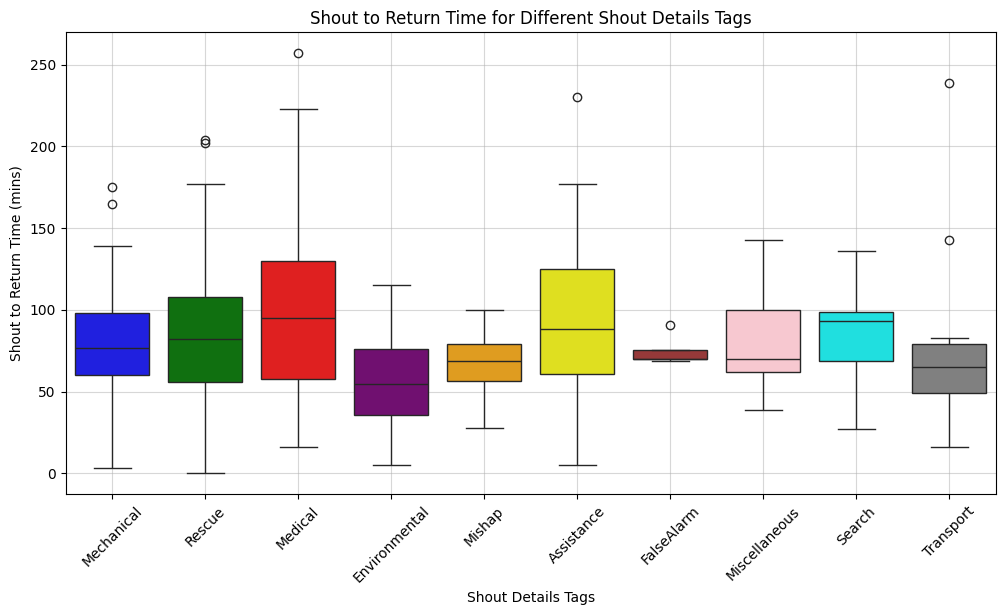 Shout to Return Time for Different Shout Details Tags
Shout to Return Time (mins)
250
200
150
100
50
0
Mechanical
Rescue
Medical
Environmental
Mishap
Assistance
FalseAlarm
Miscellaneous
Search
Transport
Shout Details Tags